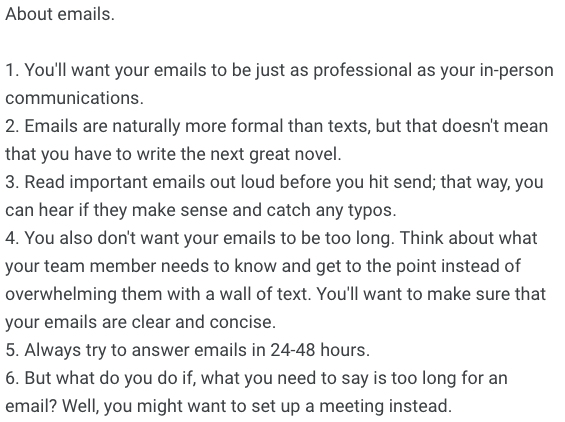 About emails.
1. You'll want your emails to be just as professional as your in-person
communications.
2. Emails are naturally more formal than texts, but that doesn't mean
that you have to write the next great novel.
3. Read important emails out loud before you hit send; that way, you
can hear if they make sense and catch any typos.
4. You also don't want your emails to be too long. Think about what
your team member needs to know and get to the point instead of
overwhelming them with a wall of text. You'll want to make sure that
your emails are clear and concise.
5. Always try to answer emails in 24-48 hours.
6. But what do you do if, what you need to say is too long for an
email? Well, you might want to set up a meeting instead.